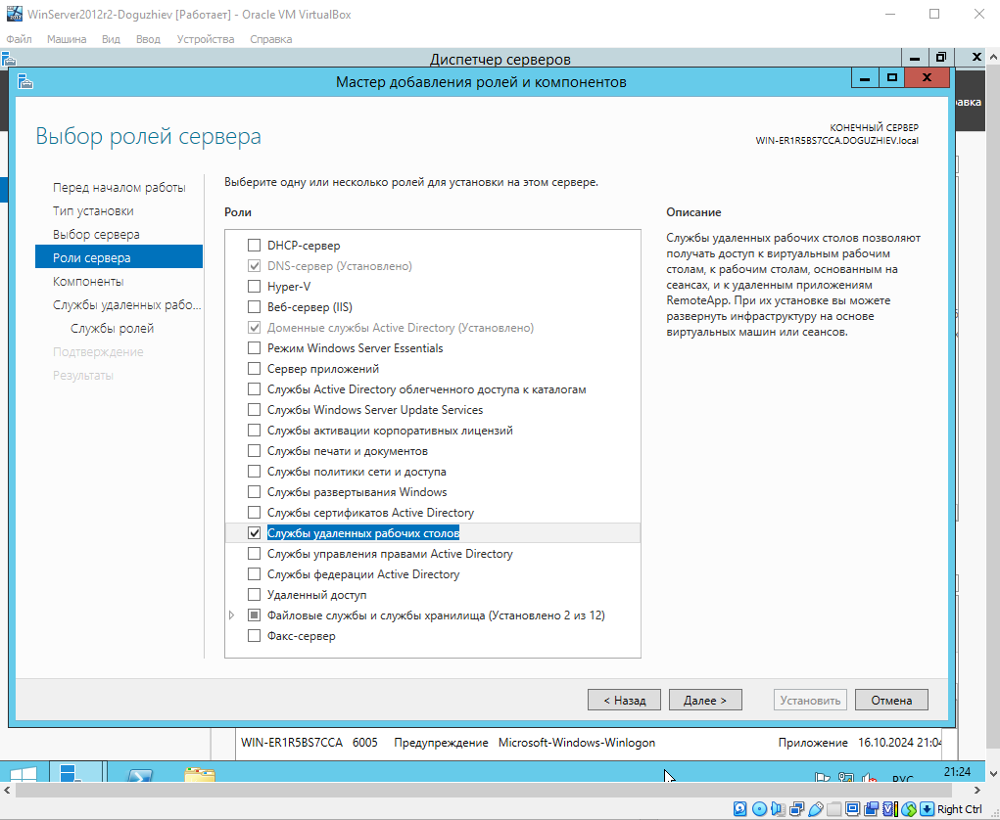 WinServer2012r2-Doguzhiev [Работает] - Oracle VM VirtualBox
Файл Машина Вид Ввод Устройства Справка
Диспетчер серверов
Мастер добавления ролей и компонентов
авка
Выбор ролей сервера
КОНЕЧНЫЙ СЕРВЕР
WIN-ER1R5BS7CCA.DOGUZHIEV.local
Перед началом работы
Тип установки
Выбор сервера
Роли сервера
Компоненты
Службы удаленных рабо...
Службы ролей
Подтверждение
Результаты
Выберите одну или несколько ролей для установки на этом сервере.
Роли
DHCP-сервер
DNS-сервер (Установлено)
Hyper-V
Веб-сервер (IIS)
Доменные службы Active Directory (Установлено)
Режим Windows Server Essentials
Сервер приложений
Службы Active Directory облегченного доступа к каталогам
Службы Windows Server Update Services
Службы активации корпоративных лицензий
Службы печати и документов
Службы политики сети и доступа
Службы развертывания Windows
Службы сертификатов Active Directory
Службы удаленных рабочих столов
Службы управления правами Active Directory
Службы федерации Active Directory
Удаленный доступ
Файловые службы и службы хранилища (Установлено 2 из 12)
Факс-сервер
Описание
Службы удаленных рабочих столов позволяют
получать доступ к виртуальным рабочим
столам, к рабочим столам, основанным на
сеансах, и к удаленным приложениям
RemoteApp. При их установке вы можете
развернуть инфраструктуру на основе
виртуальных машин или сеансов.
< Назад Далее > Установить Отмена
WIN-ER1R5BS7CCA 6005 Предупреждение Microsoft-Windows-Winlogon Приложение 16.10.2024 21:04
РУС 21:24
Right Ctrl